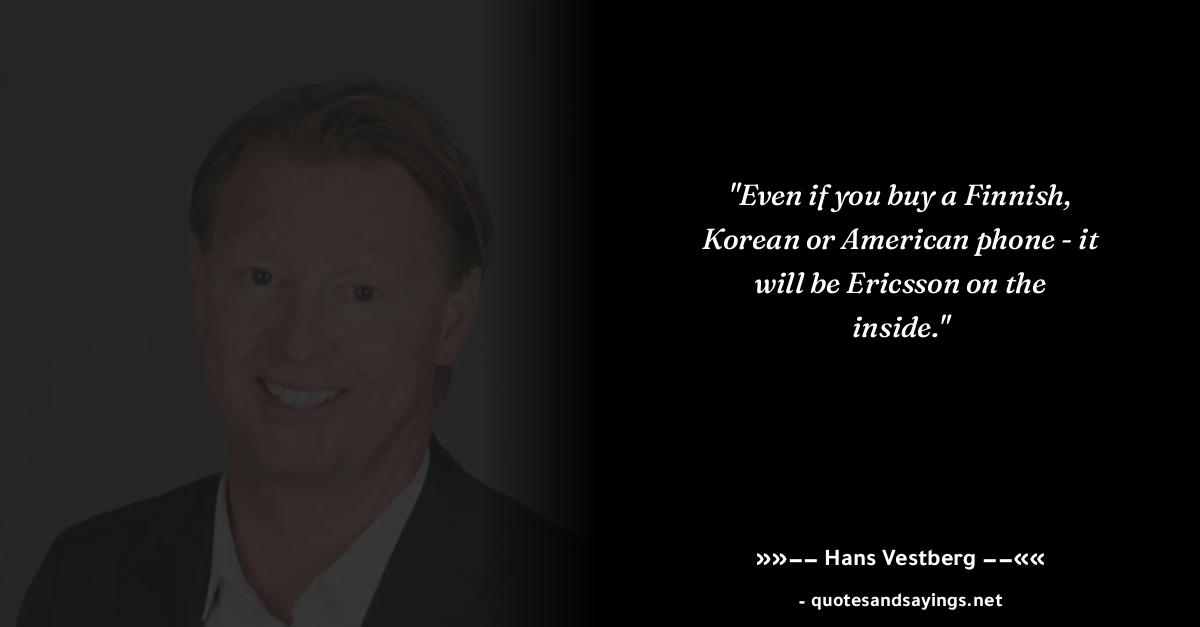 "Even if you buy a Finnish,
Korean or American phone - it
will be Ericsson on the
inside."
»»–– Hans Vestberg ––««
- quotesandsayings.net